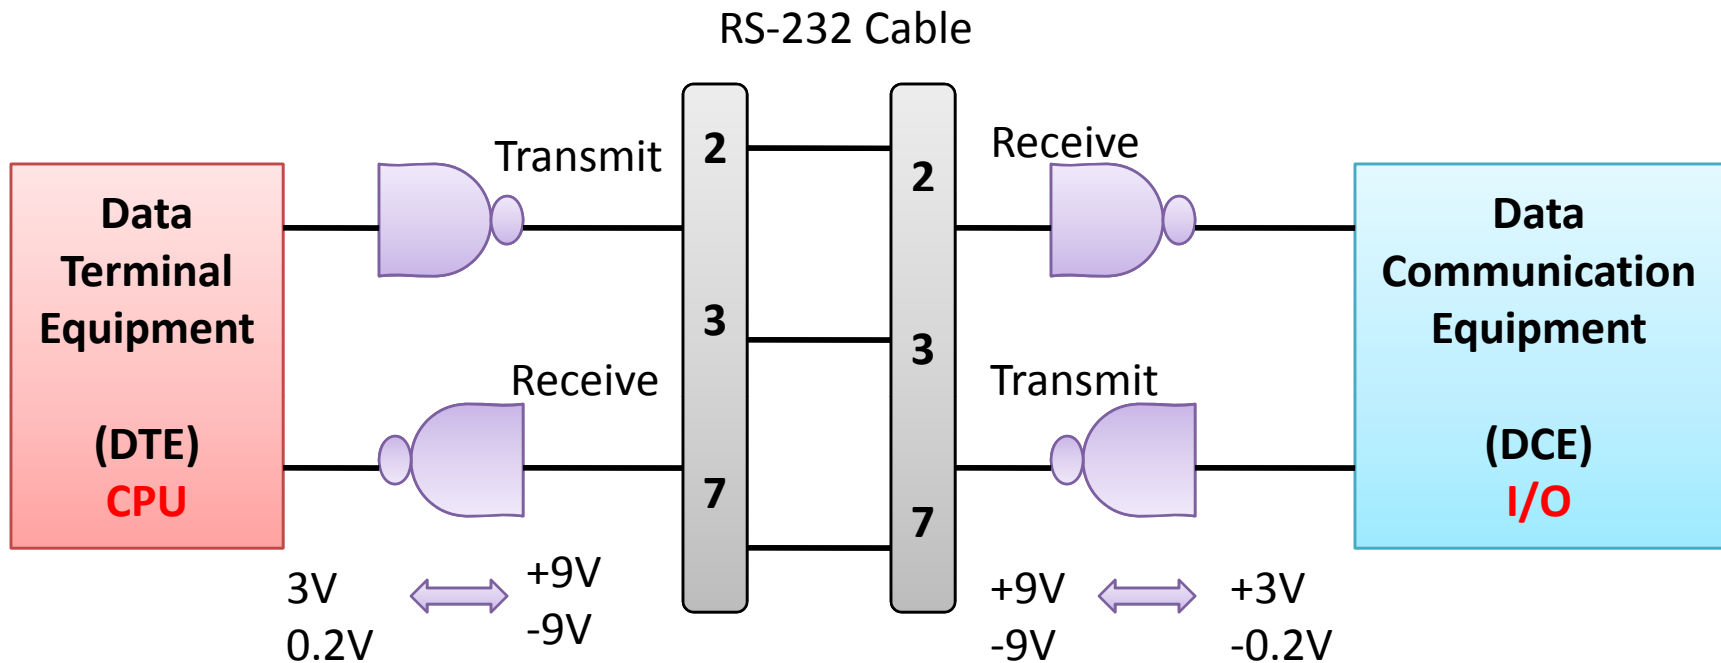 RS-232 Cable
Data
Terminal
Equipment
(DTE)
CPU
Transmit
Receive
3V
0.2V
+9V
-9V
2
3
7
2
3
7
Receive
Transmit
+9V
-9V
+3V
-0.2V
Data
Communication
Equipment
(DCE)
I/O